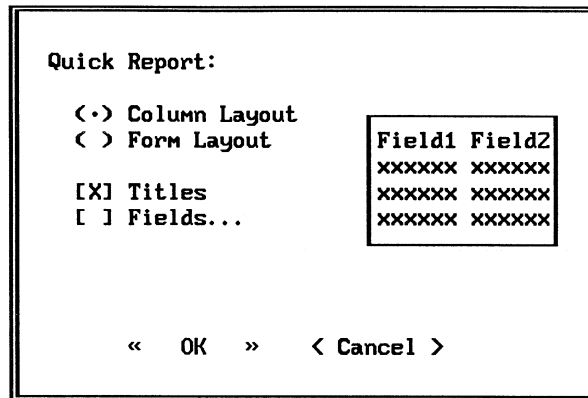 Quick Report:
(·) Column Layout
( ) Form Layout
[X] Titles
[ ] Fields...
Field1 Field2
xxxxxx xxxxxx
xxxxxx xxxxxx
xxxxxx xxxxxx
« OK » < Cancel >